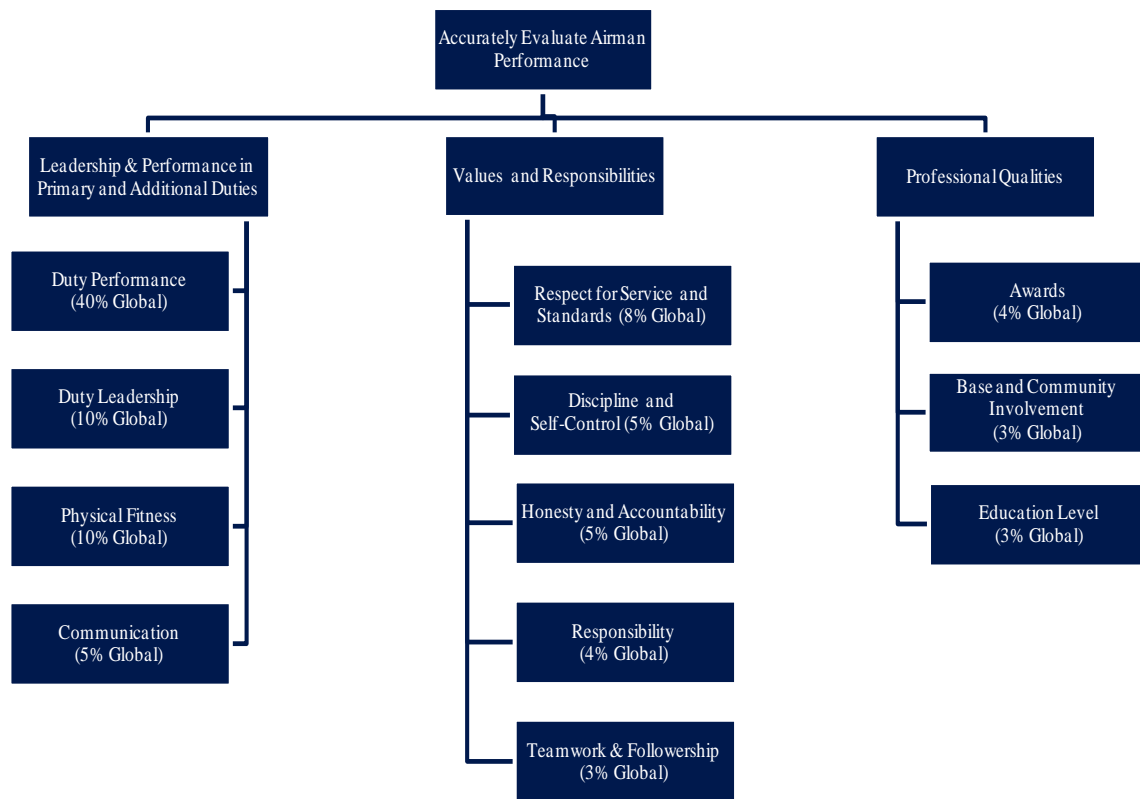 Accurately Evaluate Airman
Performance
Leadership & Performance in
Primary and Additional Duties
Values and Responsibilities
Professional Qualities
Duty Performance
(40% Global)
Duty Leadership
(10% Global)
Physical Fitness
(10% Global)
Communication
(5% Global)
Respect for Service and
Standards (8% Global)
Discipline and
Self-Control (5% Global)
Honesty and Accountability
(5% Global)
Responsibility
(4% Global)
Teamwork & Followership
(3% Global)
Awards
(4% Global)
Base and Community
Involvement
(3% Global)
Education Level
(3% Global)